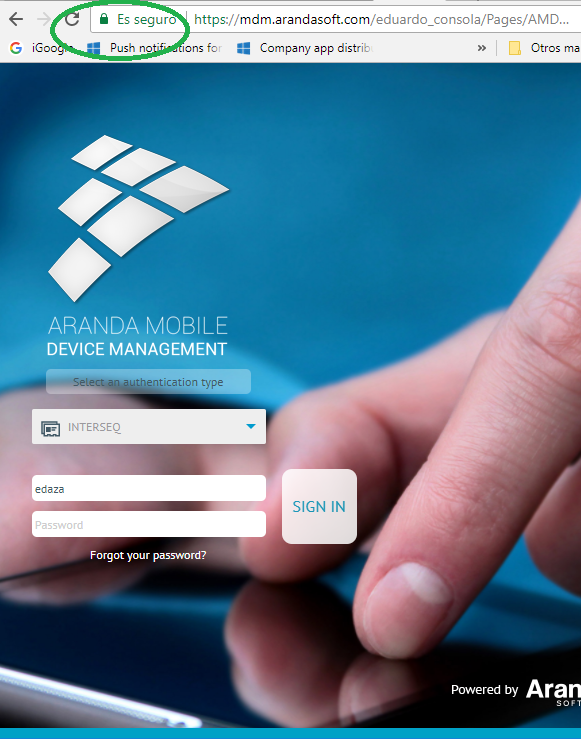 Es seguro https://mdm.arandasoft.com/eduardo_consola/Pages/AMD...
iGoogle Push notifications for Company app distrib » Otros ma
ARANDA MOBILE
DEVICE MANAGEMENT
Select an authentication type
INTERSEQ
edaza
SIGN IN
Password
Forgot your password?
Powered by Aran
SOFT